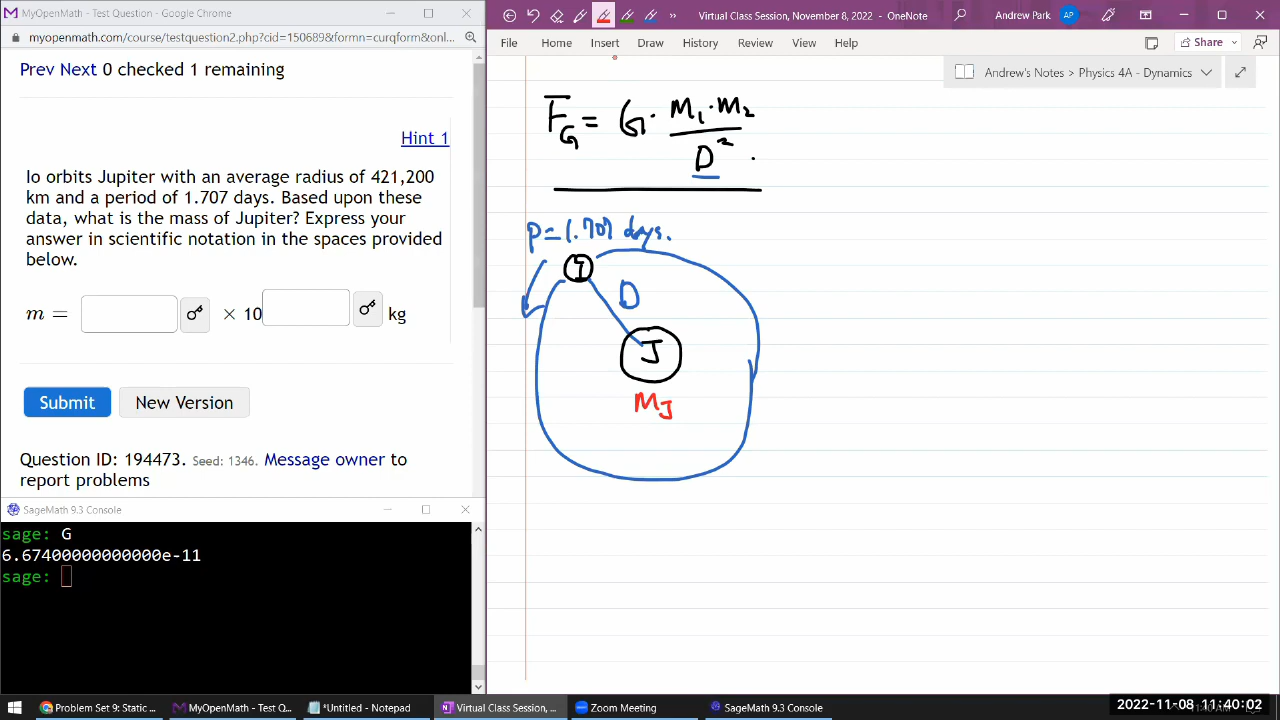 MyOpenMath - Test Question - Google Chrome
myopenmath.com/course/testquestion2.php?cid=150689&formn=curqform&onl...
Prev Next 0 checked 1 remaining
Hint 1
Io orbits Jupiter with an average radius of 421,200
km and a period of 1.707 days. Based upon these
data, what is the mass of Jupiter? Express your
answer in scientific notation in the spaces provided
below.
m = × 10 kg
Submit New Version
Question ID: 194473. Seed: 1346. Message owner to
report problems
SageMath 9.3 Console
sage: G
6.67400000000000e-11
sage:
Virtual Class Session, November 8, 2022 - OneNote
Andrew Park AP
File Home Insert Draw History Review View Help
Share
Andrew's Notes > Physics 4A - Dynamics
F_G = G · M₁·M₂
D²
P = 1.707 days.
I
D
J
M_J
Problem Set 9: Static ... MyOpenMath - Test Q... *Untitled - Notepad Virtual Class Session, ... Zoom Meeting SageMath 9.3 Console
2022-11-08 11:40:02